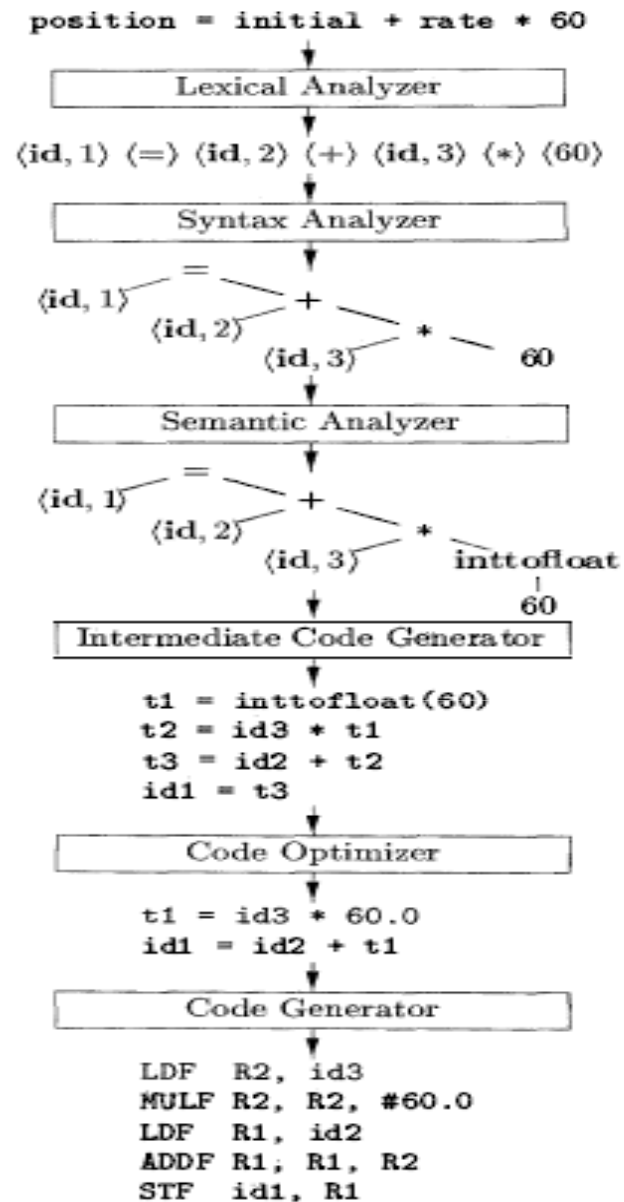 position = initial + rate * 60
Lexical Analyzer
⟨id, 1⟩ ⟨=⟩ ⟨id, 2⟩ ⟨+⟩ ⟨id, 3⟩ ⟨*⟩ ⟨60⟩
Syntax Analyzer
=
⟨id, 1⟩
+
⟨id, 2⟩
*
⟨id, 3⟩
60
Semantic Analyzer
=
⟨id, 1⟩
+
⟨id, 2⟩
*
⟨id, 3⟩
inttofloat
60
Intermediate Code Generator
t1 = inttofloat(60)
t2 = id3 * t1
t3 = id2 + t2
id1 = t3
Code Optimizer
t1 = id3 * 60.0
id1 = id2 + t1
Code Generator
LDF R2, id3
MULF R2, R2, #60.0
LDF R1, id2
ADDF R1, R1, R2
STF id1, R1